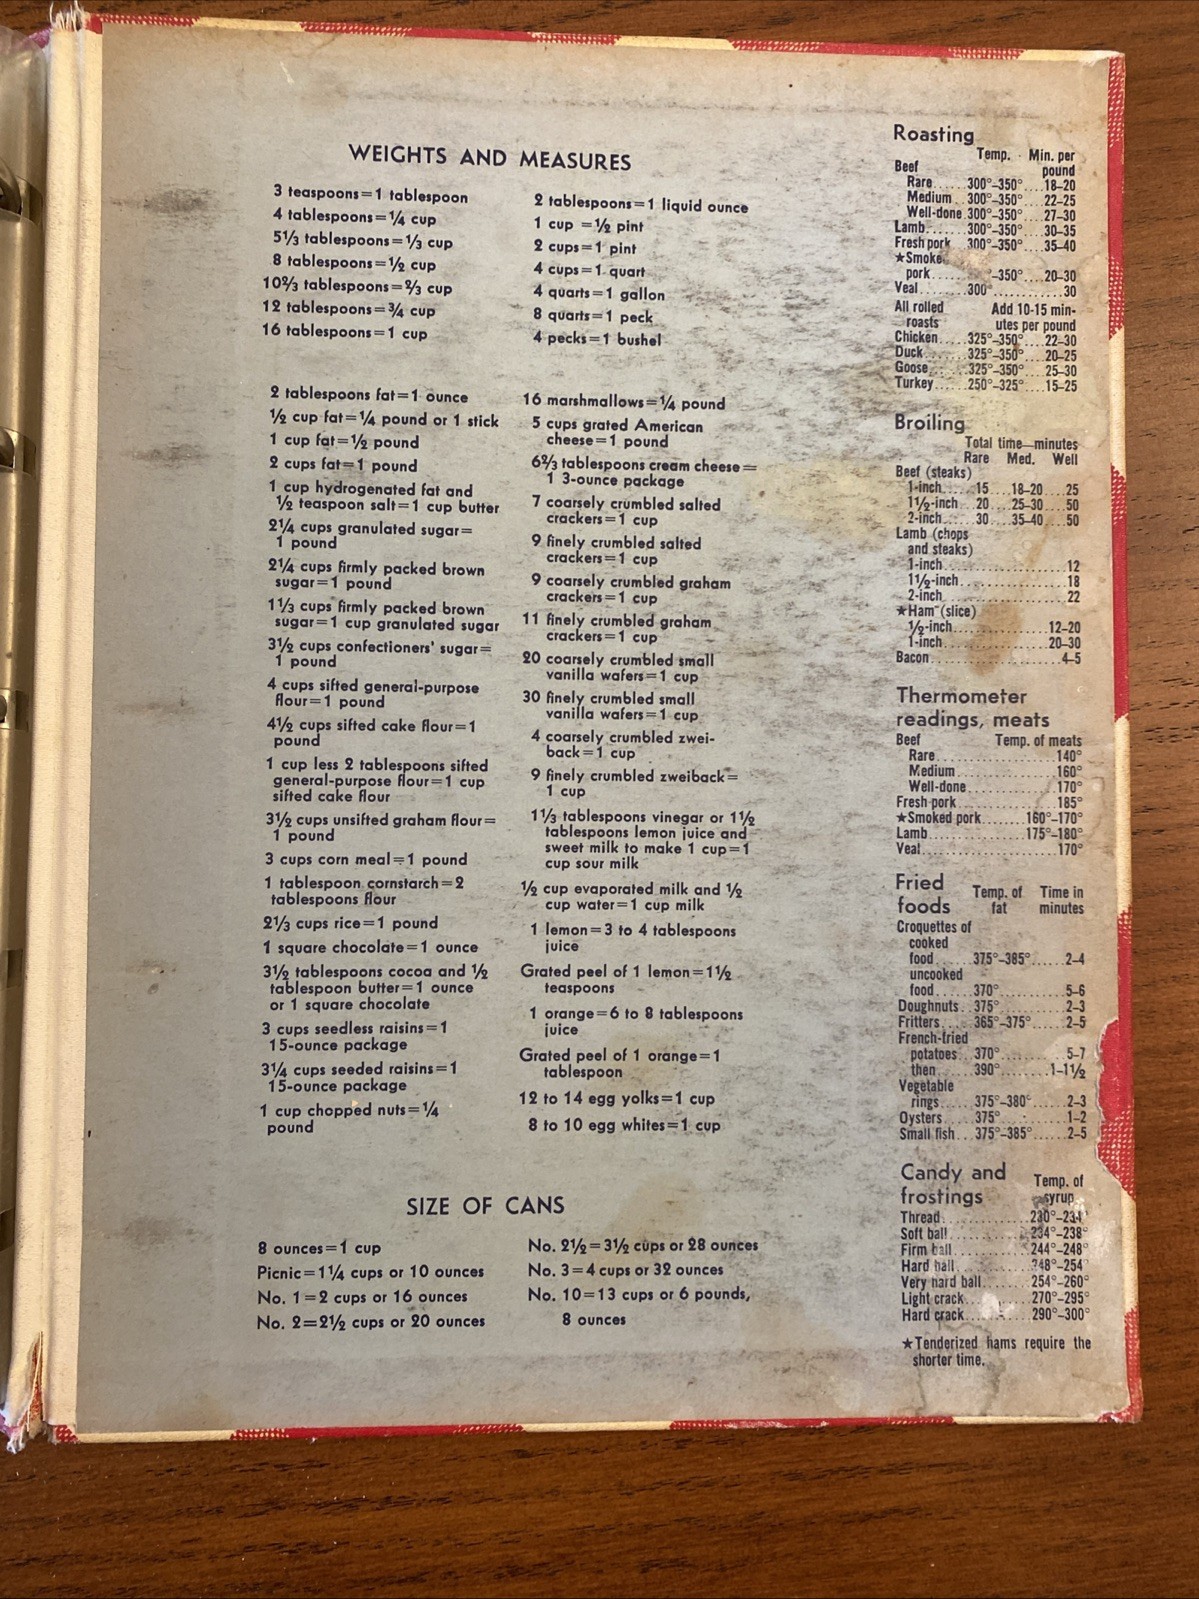 WEIGHTS AND MEASURES
3 teaspoons=1 tablespoon
4 tablespoons=¼ cup
5⅓ tablespoons=⅓ cup
8 tablespoons=½ cup
10⅔ tablespoons=⅔ cup
12 tablespoons=¾ cup
16 tablespoons=1 cup
2 tablespoons=1 liquid ounce
1 cup =½ pint
2 cups=1 pint
4 cups=1 quart
4 quarts=1 gallon
8 quarts=1 peck
4 pecks=1 bushel
2 tablespoons fat=1 ounce
½ cup fat=¼ pound or 1 stick
1 cup fat=½ pound
2 cups fat=1 pound
1 cup hydrogenated fat and
½ teaspoon salt=1 cup butter
2¼ cups granulated sugar=
1 pound
2¼ cups firmly packed brown
sugar=1 pound
1⅓ cups firmly packed brown
sugar=1 cup granulated sugar
3½ cups confectioners' sugar=
1 pound
4 cups sifted general-purpose
flour=1 pound
4½ cups sifted cake flour=1
pound
1 cup less 2 tablespoons sifted
general-purpose flour=1 cup
sifted cake flour
3½ cups unsifted graham flour=
1 pound
3 cups corn meal=1 pound
1 tablespoon cornstarch=2
tablespoons flour
2⅓ cups rice=1 pound
1 square chocolate=1 ounce
3½ tablespoons cocoa and ½
tablespoon butter=1 ounce
or 1 square chocolate
3 cups seedless raisins=1
15-ounce package
3¼ cups seeded raisins=1
15-ounce package
1 cup chopped nuts=¼
pound
16 marshmallows=¼ pound
5 cups grated American
cheese=1 pound
6⅔ tablespoons cream cheese=
1 3-ounce package
7 coarsely crumbled salted
crackers=1 cup
9 finely crumbled salted
crackers=1 cup
9 coarsely crumbled graham
crackers=1 cup
11 finely crumbled graham
crackers=1 cup
20 coarsely crumbled small
vanilla wafers=1 cup
30 finely crumbled small
vanilla wafers=1 cup
4 coarsely crumbled zwei-
back=1 cup
9 finely crumbled zweiback=
1 cup
1⅓ tablespoons vinegar or 1½
tablespoons lemon juice and
sweet milk to make 1 cup=1
cup sour milk
½ cup evaporated milk and ½
cup water=1 cup milk
1 lemon=3 to 4 tablespoons
juice
Grated peel of 1 lemon=1½
teaspoons
1 orange=6 to 8 tablespoons
juice
Grated peel of 1 orange=1
tablespoon
12 to 14 egg yolks=1 cup
8 to 10 egg whites=1 cup
SIZE OF CANS
8 ounces=1 cup
Picnic=1¼ cups or 10 ounces
No. 1=2 cups or 16 ounces
No. 2=2½ cups or 20 ounces
No. 2½=3½ cups or 28 ounces
No. 3=4 cups or 32 ounces
No. 10=13 cups or 6 pounds,
8 ounces
Roasting
Temp. Min. per
Beef pound
Rare......300°-350°....18-20
Medium...300°-350°....22-25
Well-done.300°-350°....27-30
Lamb.......300°-350°....30-35
Fresh pork 300°-350°....35-40
★Smoke
pork.... -350°....20-30
Veal.......300°............30
All rolled Add 10-15 min-
roasts utes per pound
Chicken.....325°-350°....22-30
Duck.......325°-350°....20-25
Goose......325°-350°....25-30
Turkey.....250°-325°....15-25
Broiling
Total time—minutes
Rare Med. Well
Beef (steaks)
1-inch.....15....18-20....25
1½-inch...20....25-30....50
2-inch.....30....35-40....50
Lamb (chops
and steaks)
1-inch....................12
1½-inch..................18
2-inch....................22
★Ham (slice)
½-inch................12-20
1-inch.................20-30
Bacon.....................4-5
Thermometer
readings, meats
Beef Temp. of meats
Rare.....................140°
Medium..................160°
Well-done................170°
Fresh pork................185°
★Smoked pork.......160°-170°
Lamb................175°-180°
Veal.....................170°
Fried
foods
Temp. of Time in
fat minutes
Croquettes of
cooked
food......375°-385°......2-4
uncooked
food......370°..........5-6
Doughnuts..375°..........2-3
Fritters....365°-375°.....2-5
French-fried
potatoes..370°..........5-7
then......390°........1-1½
Vegetable
rings.....375°-380°.....2-3
Oysters....375°..........1-2
Small fish...375°-385°.....2-5
Candy and
frostings
Temp. of
syrup
Thread..............230°-234°
Soft ball.............234°-238°
Firm ball............244°-248°
Hard ball............248°-254
Very hard ball.......254°-260°
Light crack..........270°-295°
Hard crack..........290°-300°
★Tenderized hams require the
shorter time.